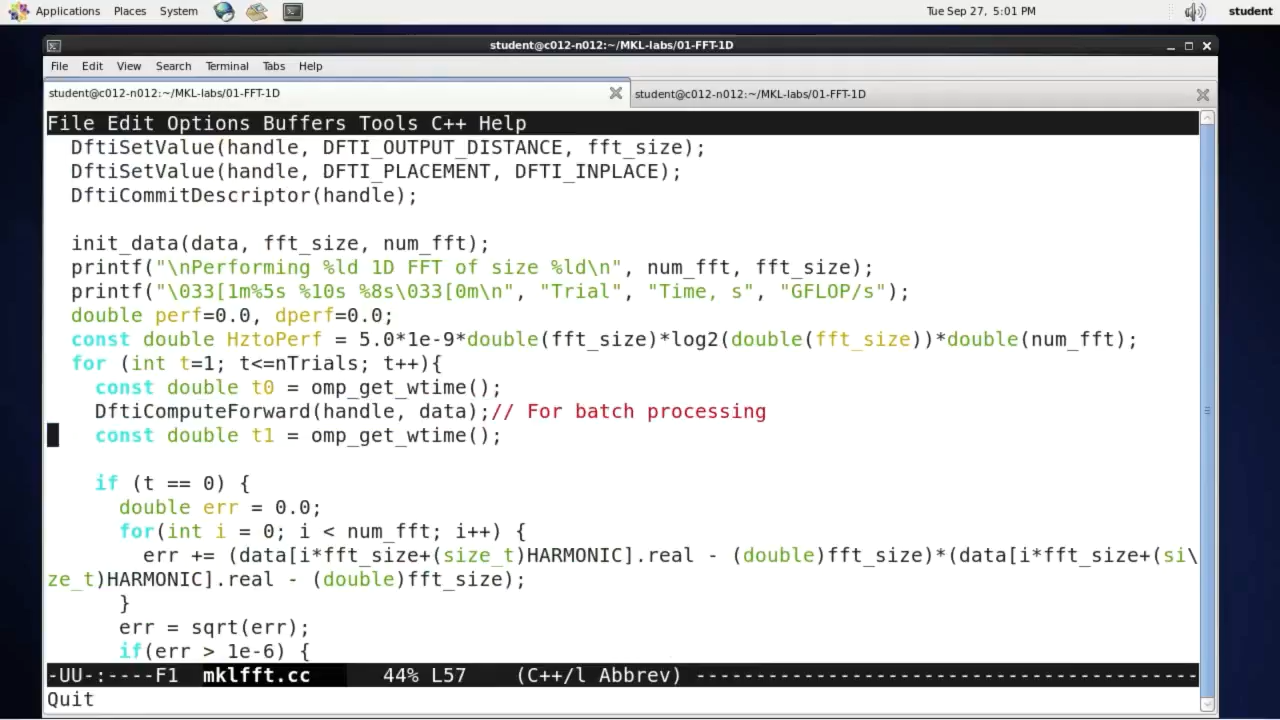 Applications Places System Tue Sep 27, 5:01 PM student
student@c012-n012:~/MKL-labs/01-FFT-1D
File Edit View Search Terminal Tabs Help
student@c012-n012:~/MKL-labs/01-FFT-1D student@c012-n012:~/MKL-labs/01-FFT-1D
File Edit Options Buffers Tools C++ Help
  DftiSetValue(handle, DFTI_OUTPUT_DISTANCE, fft_size);
  DftiSetValue(handle, DFTI_PLACEMENT, DFTI_INPLACE);
  DftiCommitDescriptor(handle);
  init_data(data, fft_size, num_fft);
  printf("\nPerforming %ld 1D FFT of size %ld\n", num_fft, fft_size);
  printf("\033[1m%5s %10s %8s\033[0m\n", "Trial", "Time, s", "GFLOP/s");
  double perf=0.0, dperf=0.0;
  const double HztoPerf = 5.0*1e-9*double(fft_size)*log2(double(fft_size))*double(num_fft);
  for (int t=1; t<=nTrials; t++){
    const double t0 = omp_get_wtime();
    DftiComputeForward(handle, data);// For batch processing
    const double t1 = omp_get_wtime();
    if (t == 0) {
      double err = 0.0;
      for(int i = 0; i < num_fft; i++) {
        err += (data[i*fft_size+(size_t)HARMONIC].real - (double)fft_size)*(data[i*fft_size+(si\
ze_t)HARMONIC].real - (double)fft_size);
      }
      err = sqrt(err);
      if(err > 1e-6) {
-UU-:----F1 mklfft.cc 44% L57 (C++/l Abbrev) ------------------------------------------
Quit